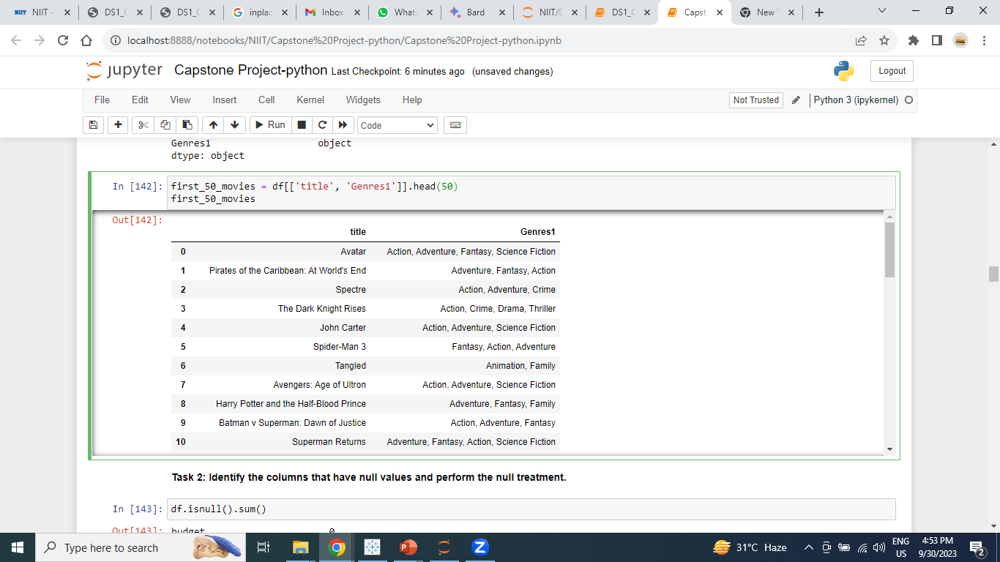 NIIT NIIT -
DS1_C
DS1_C
inplac
Inbox
What:
Bard
NIIT/D
DS1_C
Capst
New T
localhost:8888/notebooks/NIIT/Capstone%20Project-python/Capstone%20Project-python.ipynb
jupyter Capstone Project-python Last Checkpoint: 6 minutes ago (unsaved changes)
Logout
File Edit View Insert Cell Kernel Widgets Help
Not Trusted Python 3 (ipykernel)
Run Code
Genres1 object
dtype: object
In [142]: first_50_movies = df[['title', 'Genres1']].head(50)
first_50_movies
Out[142]:
title Genres1
0 Avatar Action, Adventure, Fantasy, Science Fiction
1 Pirates of the Caribbean: At World's End Adventure, Fantasy, Action
2 Spectre Action, Adventure, Crime
3 The Dark Knight Rises Action, Crime, Drama, Thriller
4 John Carter Action, Adventure, Science Fiction
5 Spider-Man 3 Fantasy, Action, Adventure
6 Tangled Animation, Family
7 Avengers: Age of Ultron Action, Adventure, Science Fiction
8 Harry Potter and the Half-Blood Prince Adventure, Fantasy, Family
9 Batman v Superman: Dawn of Justice Action, Adventure, Fantasy
10 Superman Returns Adventure, Fantasy, Action, Science Fiction
Task 2: Identify the columns that have null values and perform the null treatment.
In [143]: df.isnull().sum()
Out[143]: budget 0
Type here to search
31°C Haze
ENG
US
4:53 PM
9/30/2023
2